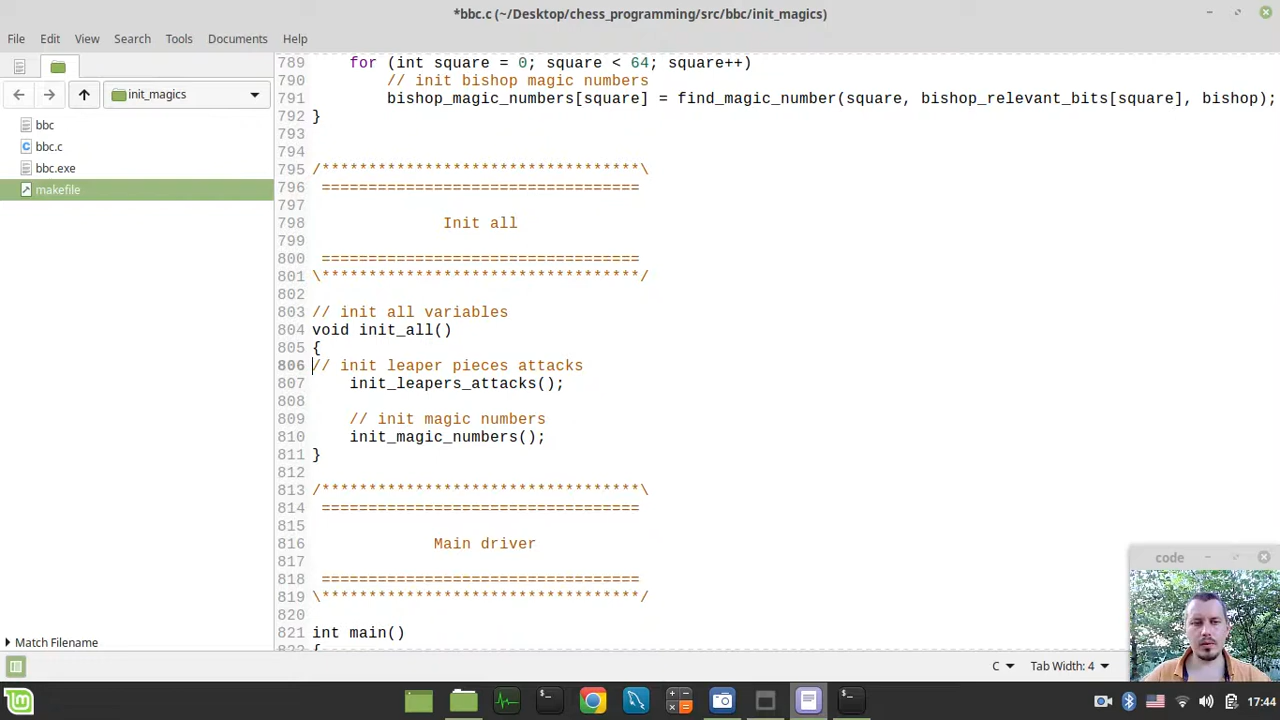 *bbc.c (~/Desktop/chess_programming/src/bbc/init_magics)
File Edit View Search Tools Documents Help
init_magics
bbc
bbc.c
bbc.exe
makefile
Match Filename
789     for (int square = 0; square < 64; square++)
790         // init bishop magic numbers
791         bishop_magic_numbers[square] = find_magic_number(square, bishop_relevant_bits[square], bishop);
792 }
793
794
795 /**********************************\
796  ==================================
797
798               Init all
799
800  ==================================
801 \**********************************/
802
803 // init all variables
804 void init_all()
805 {
806 // init leaper pieces attacks
807     init_leapers_attacks();
808
809     // init magic numbers
810     init_magic_numbers();
811 }
812
813 /**********************************\
814  ==================================
815
816              Main driver
817
818  ==================================
819 \**********************************/
820
821 int main()
822 {
code
C Tab Width: 4
17:44